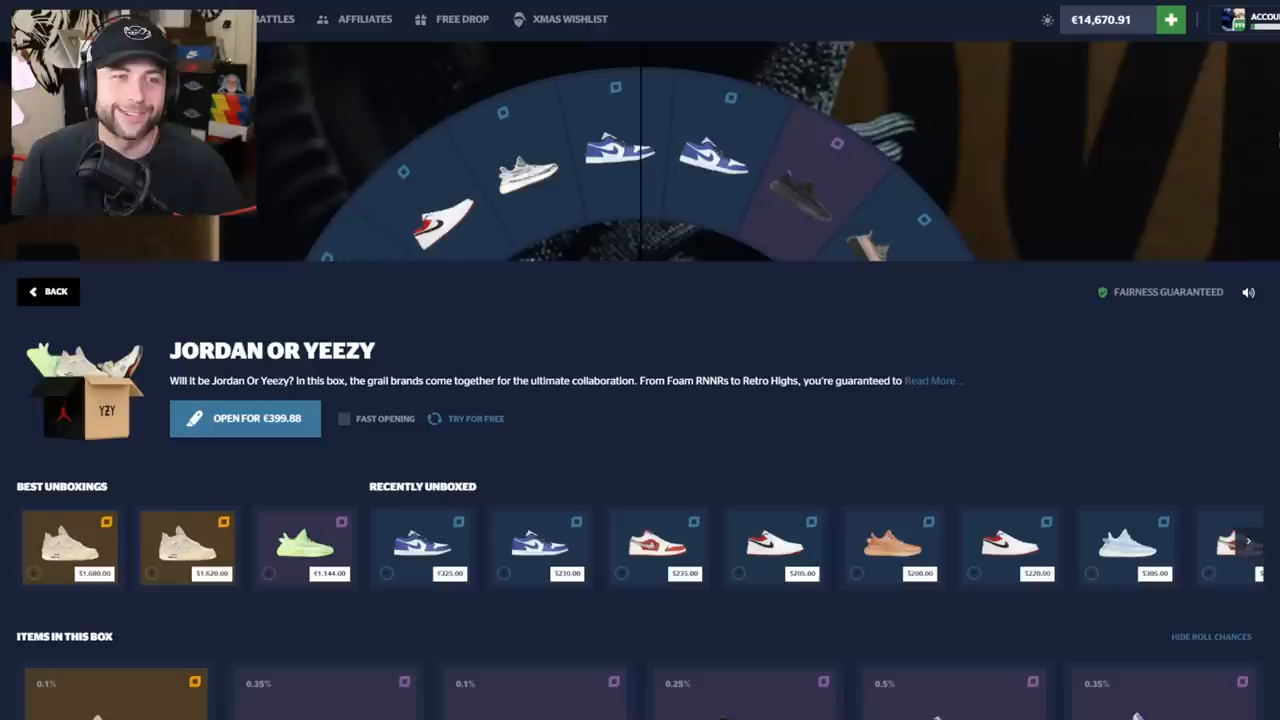 BATTLES AFFILIATES FREE DROP XMAS WISHLIST €14,670.91
BACK
FAIRNESS GUARANTEED
JORDAN OR YEEZY
Will it be Jordan Or Yeezy? In this box, the grail brands come together for the ultimate collaboration. From Foam RNNRs to Retro Highs, you're guaranteed to Read More...
YZY
OPEN FOR €399.88 FAST OPENING TRY FOR FREE
BEST UNBOXINGS RECENTLY UNBOXED
$1,680.00 $1,620.00 €1,144.00 €325.00 $230.00 $235.00 $205.00 $200.00 $220.00 $305.00
ITEMS IN THIS BOX HIDE ROLL CHANCES
0.1% 0.35% 0.1% 0.25% 0.5% 0.35%